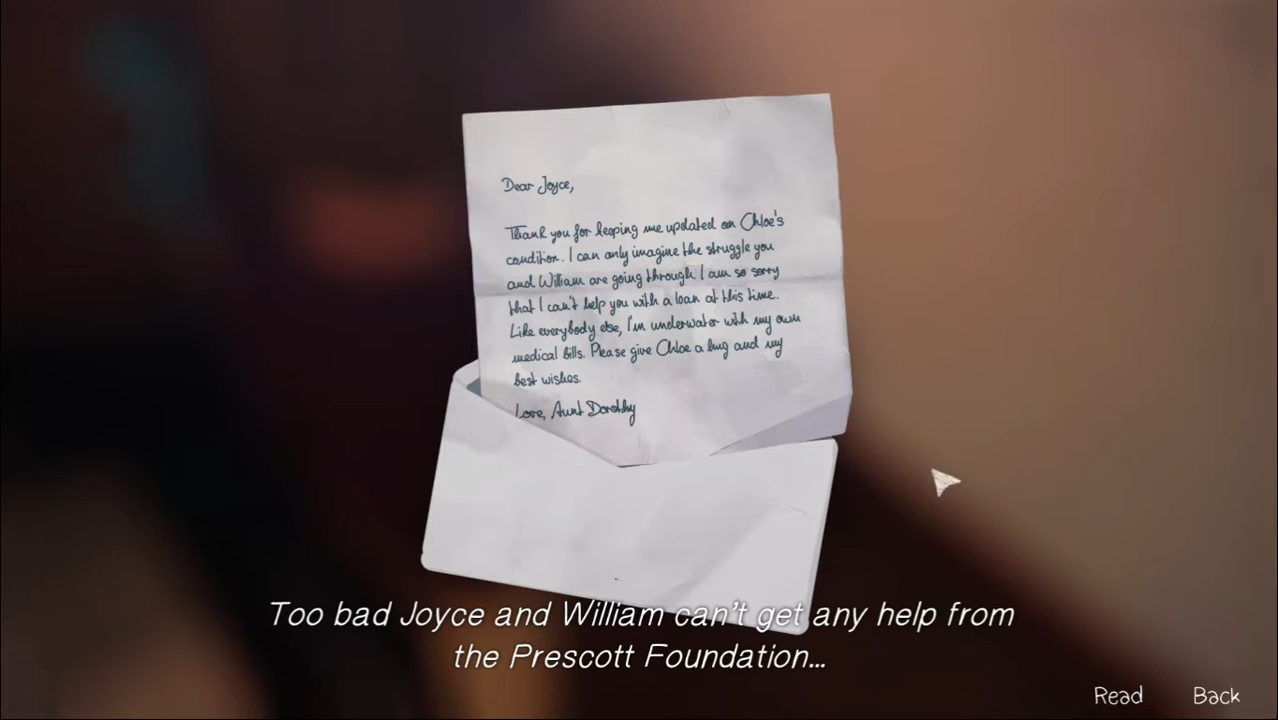 Dear Joyce,
Thank you for keeping me updated on Chloe's
condition. I can only imagine the struggle you
and William are going through. I am so sorry
that I can't help you with a loan at this time.
Like everybody else, I'm underwater with my own
medical bills. Please give Chloe a hug and my
best wishes.
Love, Aunt Dorothy
Too bad Joyce and William can't get any help from
the Prescott Foundation...
Read Back